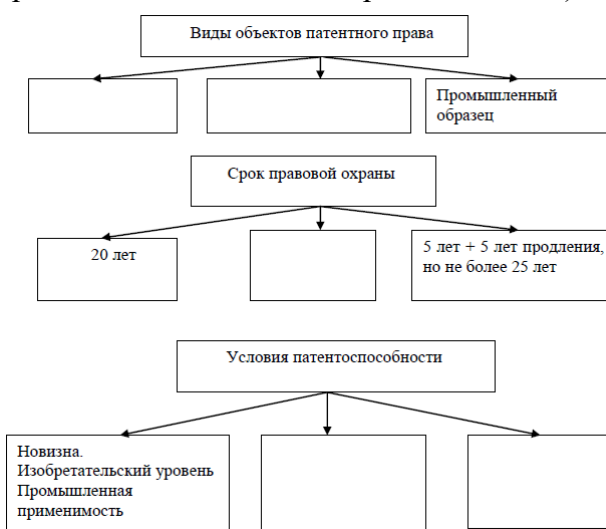 Виды объектов патентного права
Промышленный
образец
Срок правовой охраны
20 лет
5 лет + 5 лет продления,
но не более 25 лет
Условия патентоспособности
Новизна.
Изобретательский уровень
Промышленная
применимость